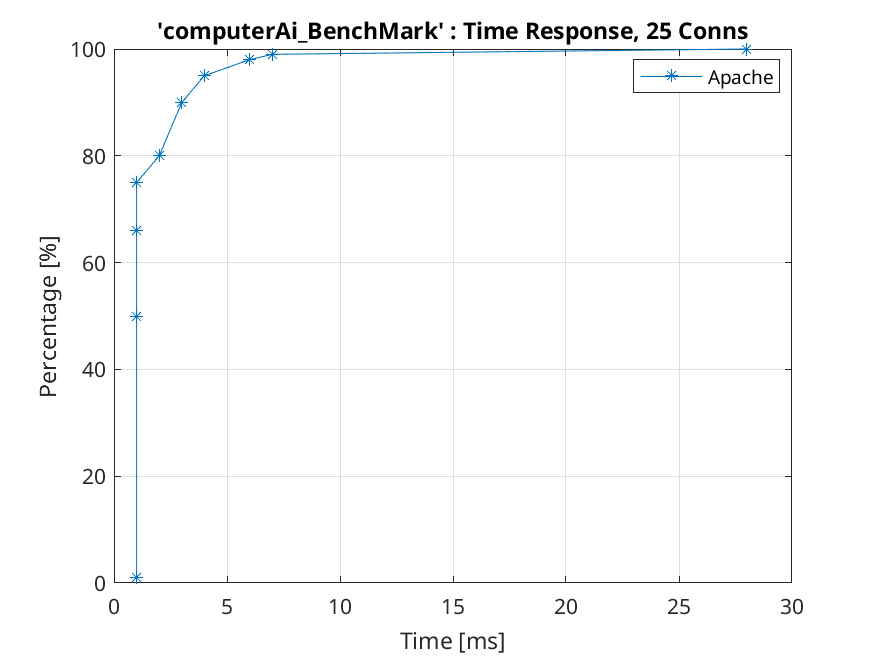 'computerAi_BenchMark' : Time Response, 25 Conns
Apache
100
80
60
40
20
0
Percentage [%]
0 5 10 15 20 25 30
Time [ms]